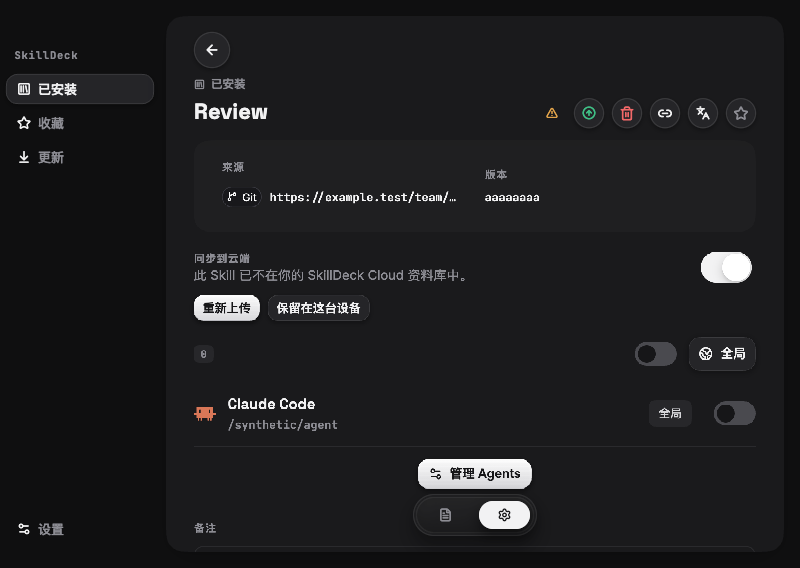 SkillDeck
已安装
收藏
更新
设置
已安装
Review
来源
Git https://example.test/team/…
版本
aaaaaaaa
同步到云端
此 Skill 已不在你的 SkillDeck Cloud 资料库中。
重新上传 保留在这台设备
0
全局
Claude Code
/synthetic/agent
全局
管理 Agents
备注